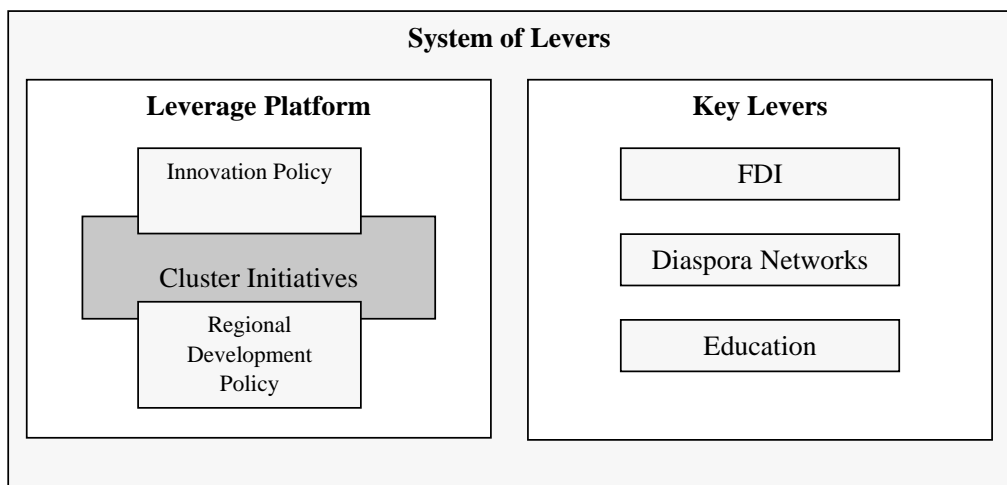 System of Levers
Leverage Platform
Innovation Policy
Cluster Initiatives
Regional
Development
Policy
Key Levers
FDI
Diaspora Networks
Education